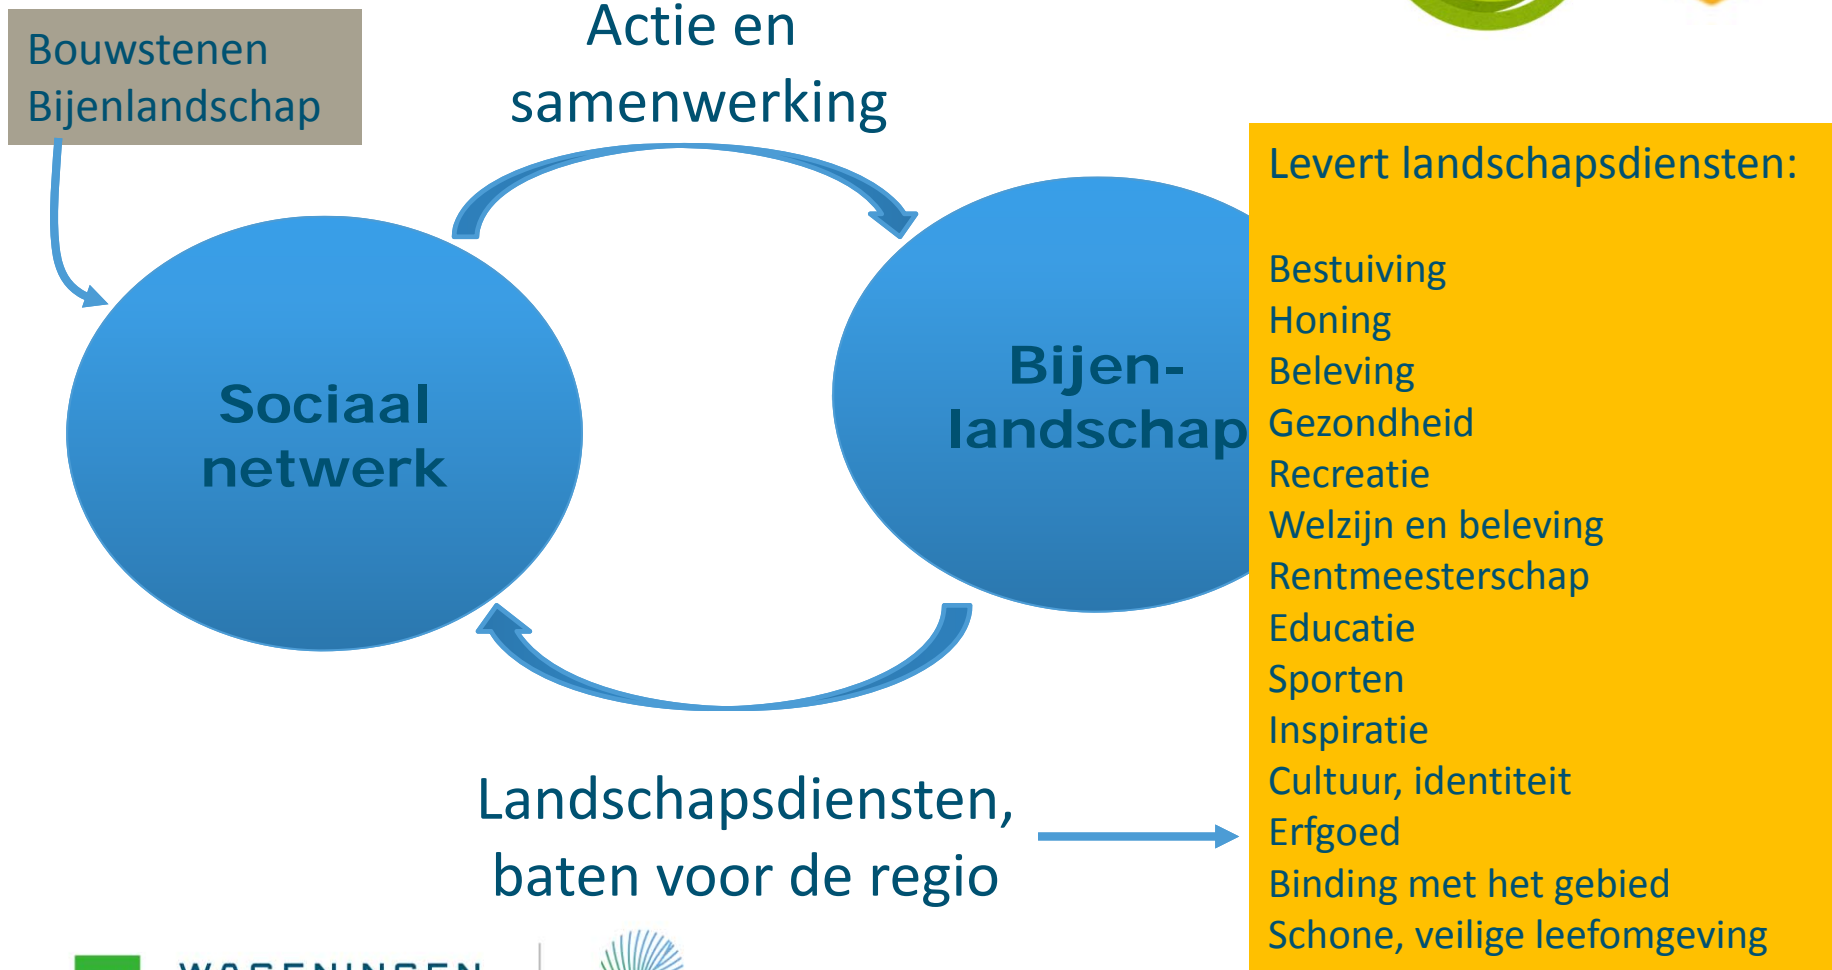 Bouwstenen
Bijenlandschap
Actie en
samenwerking
Sociaal
netwerk
Bijen-
landschap
Landschapsdiensten,
baten voor de regio
Levert landschapsdiensten:
Bestuiving
Honing
Beleving
Gezondheid
Recreatie
Welzijn en beleving
Rentmeesterschap
Educatie
Sporten
Inspiratie
Cultuur, identiteit
Erfgoed
Binding met het gebied
Schone, veilige leefomgeving
WAGENINGEN